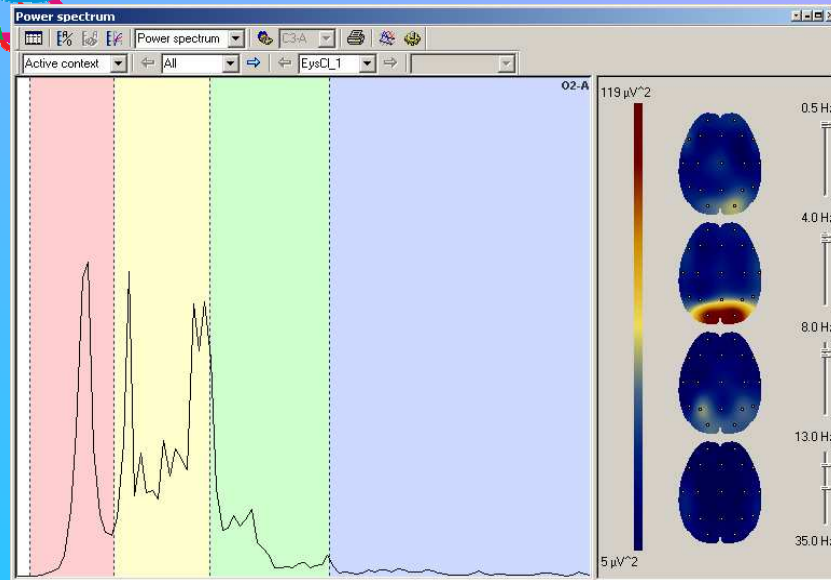 Power spectrum
Power spectrum C3-A
Active context All EysCl_1
O2-A
119 µV^2
0.5 Hz
4.0 Hz
8.0 Hz
13.0 Hz
35.0 Hz
5 µV^2